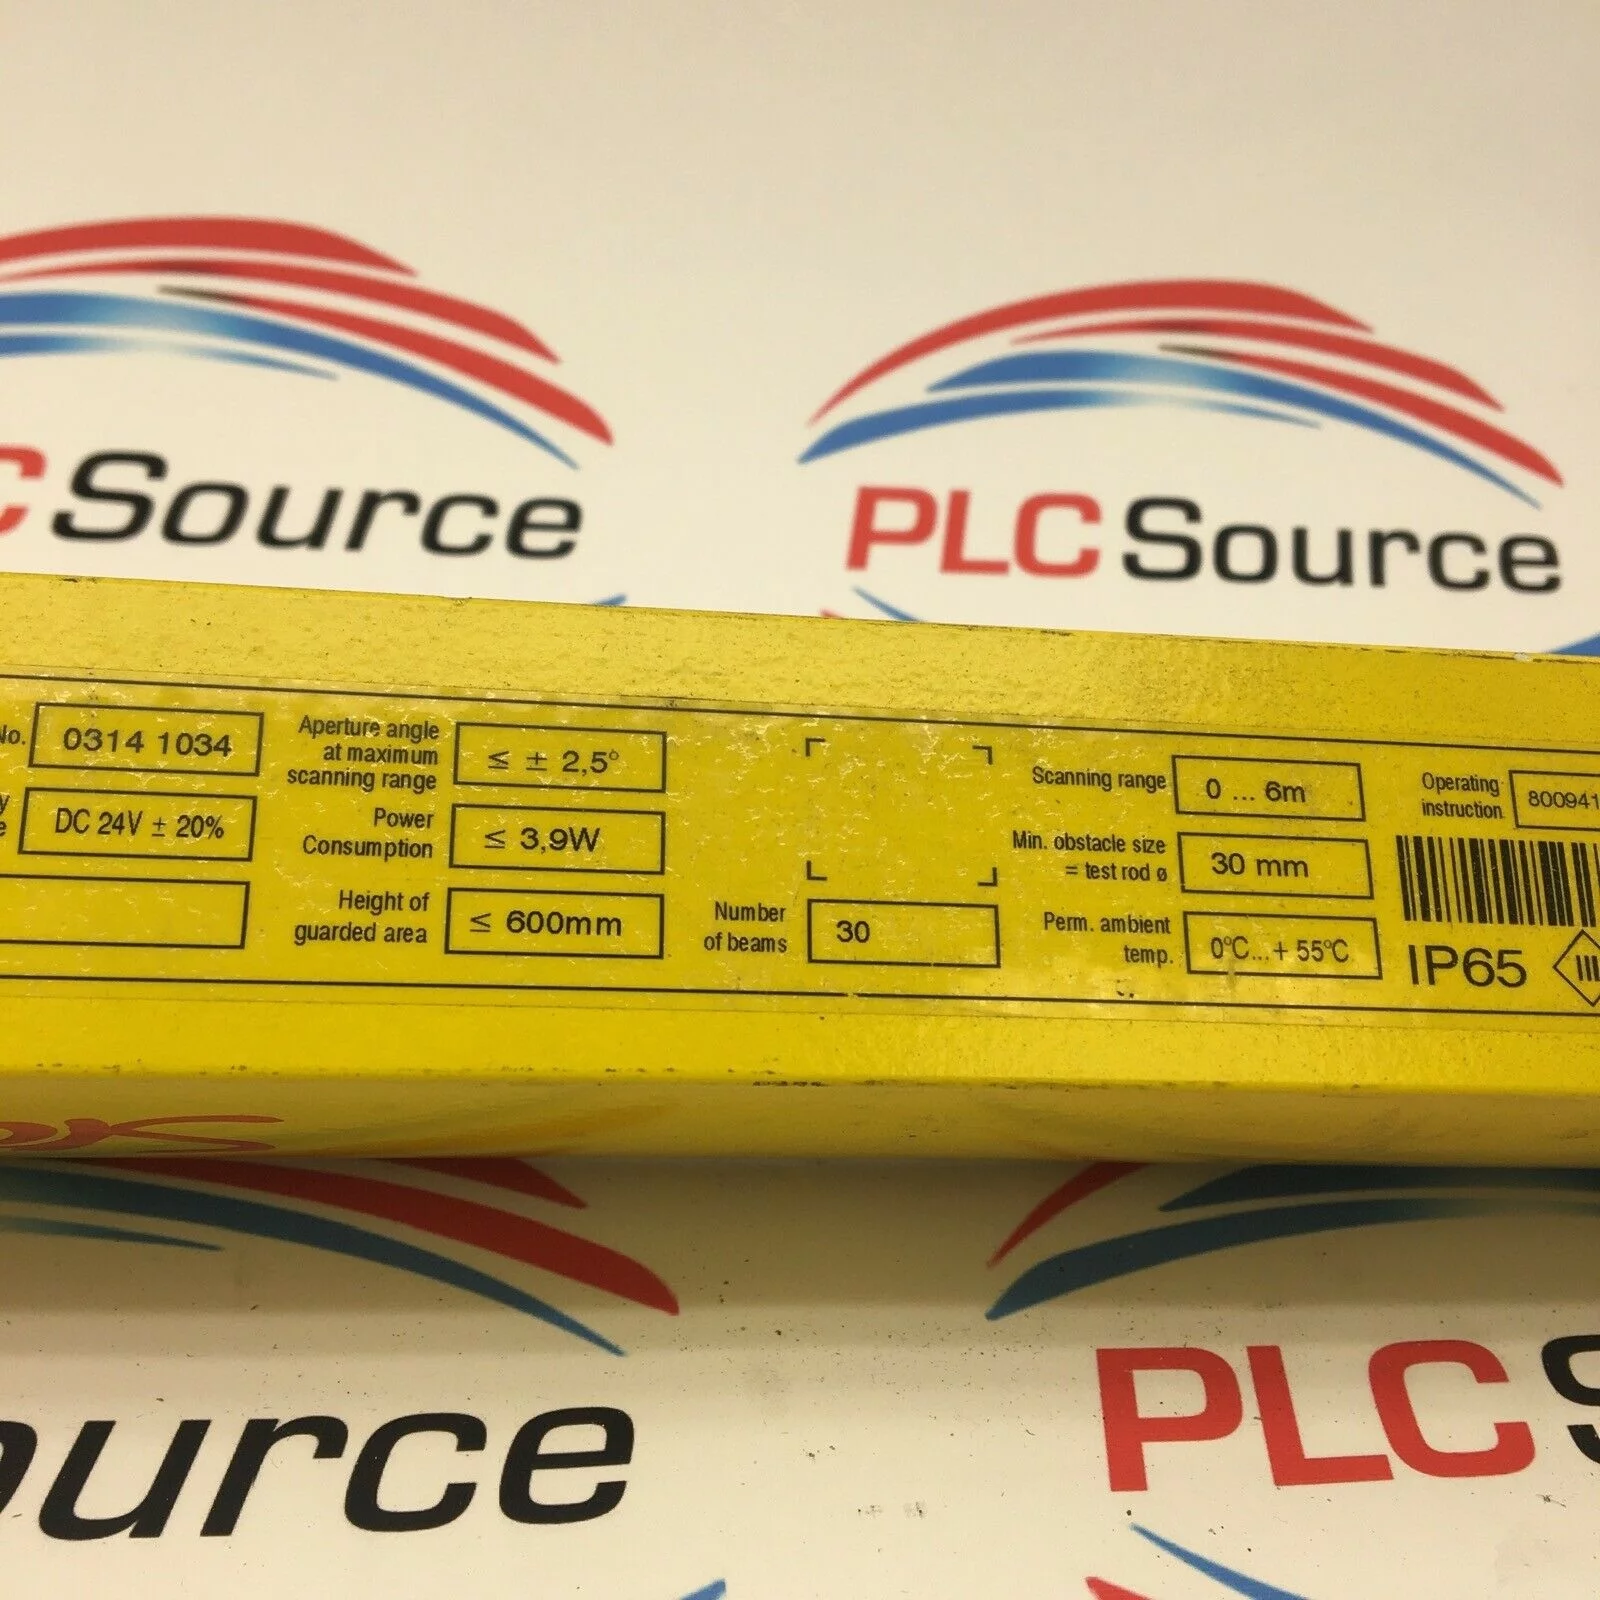 C Source
PLC Source
No. 0314 1034
DC 24V ± 20%
Aperture angle
at maximum
scanning range
≤ ± 2,5°
Power
Consumption
≤ 3,9W
Height of
guarded area
≤ 600mm
Number
of beams
30
Scanning range
0 ... 6m
Min. obstacle size
= test rod ø
30 mm
Perm. ambient
temp.
0°C...+ 55°C
Operating
instruction
800941
IP65
III
ource
PLC S